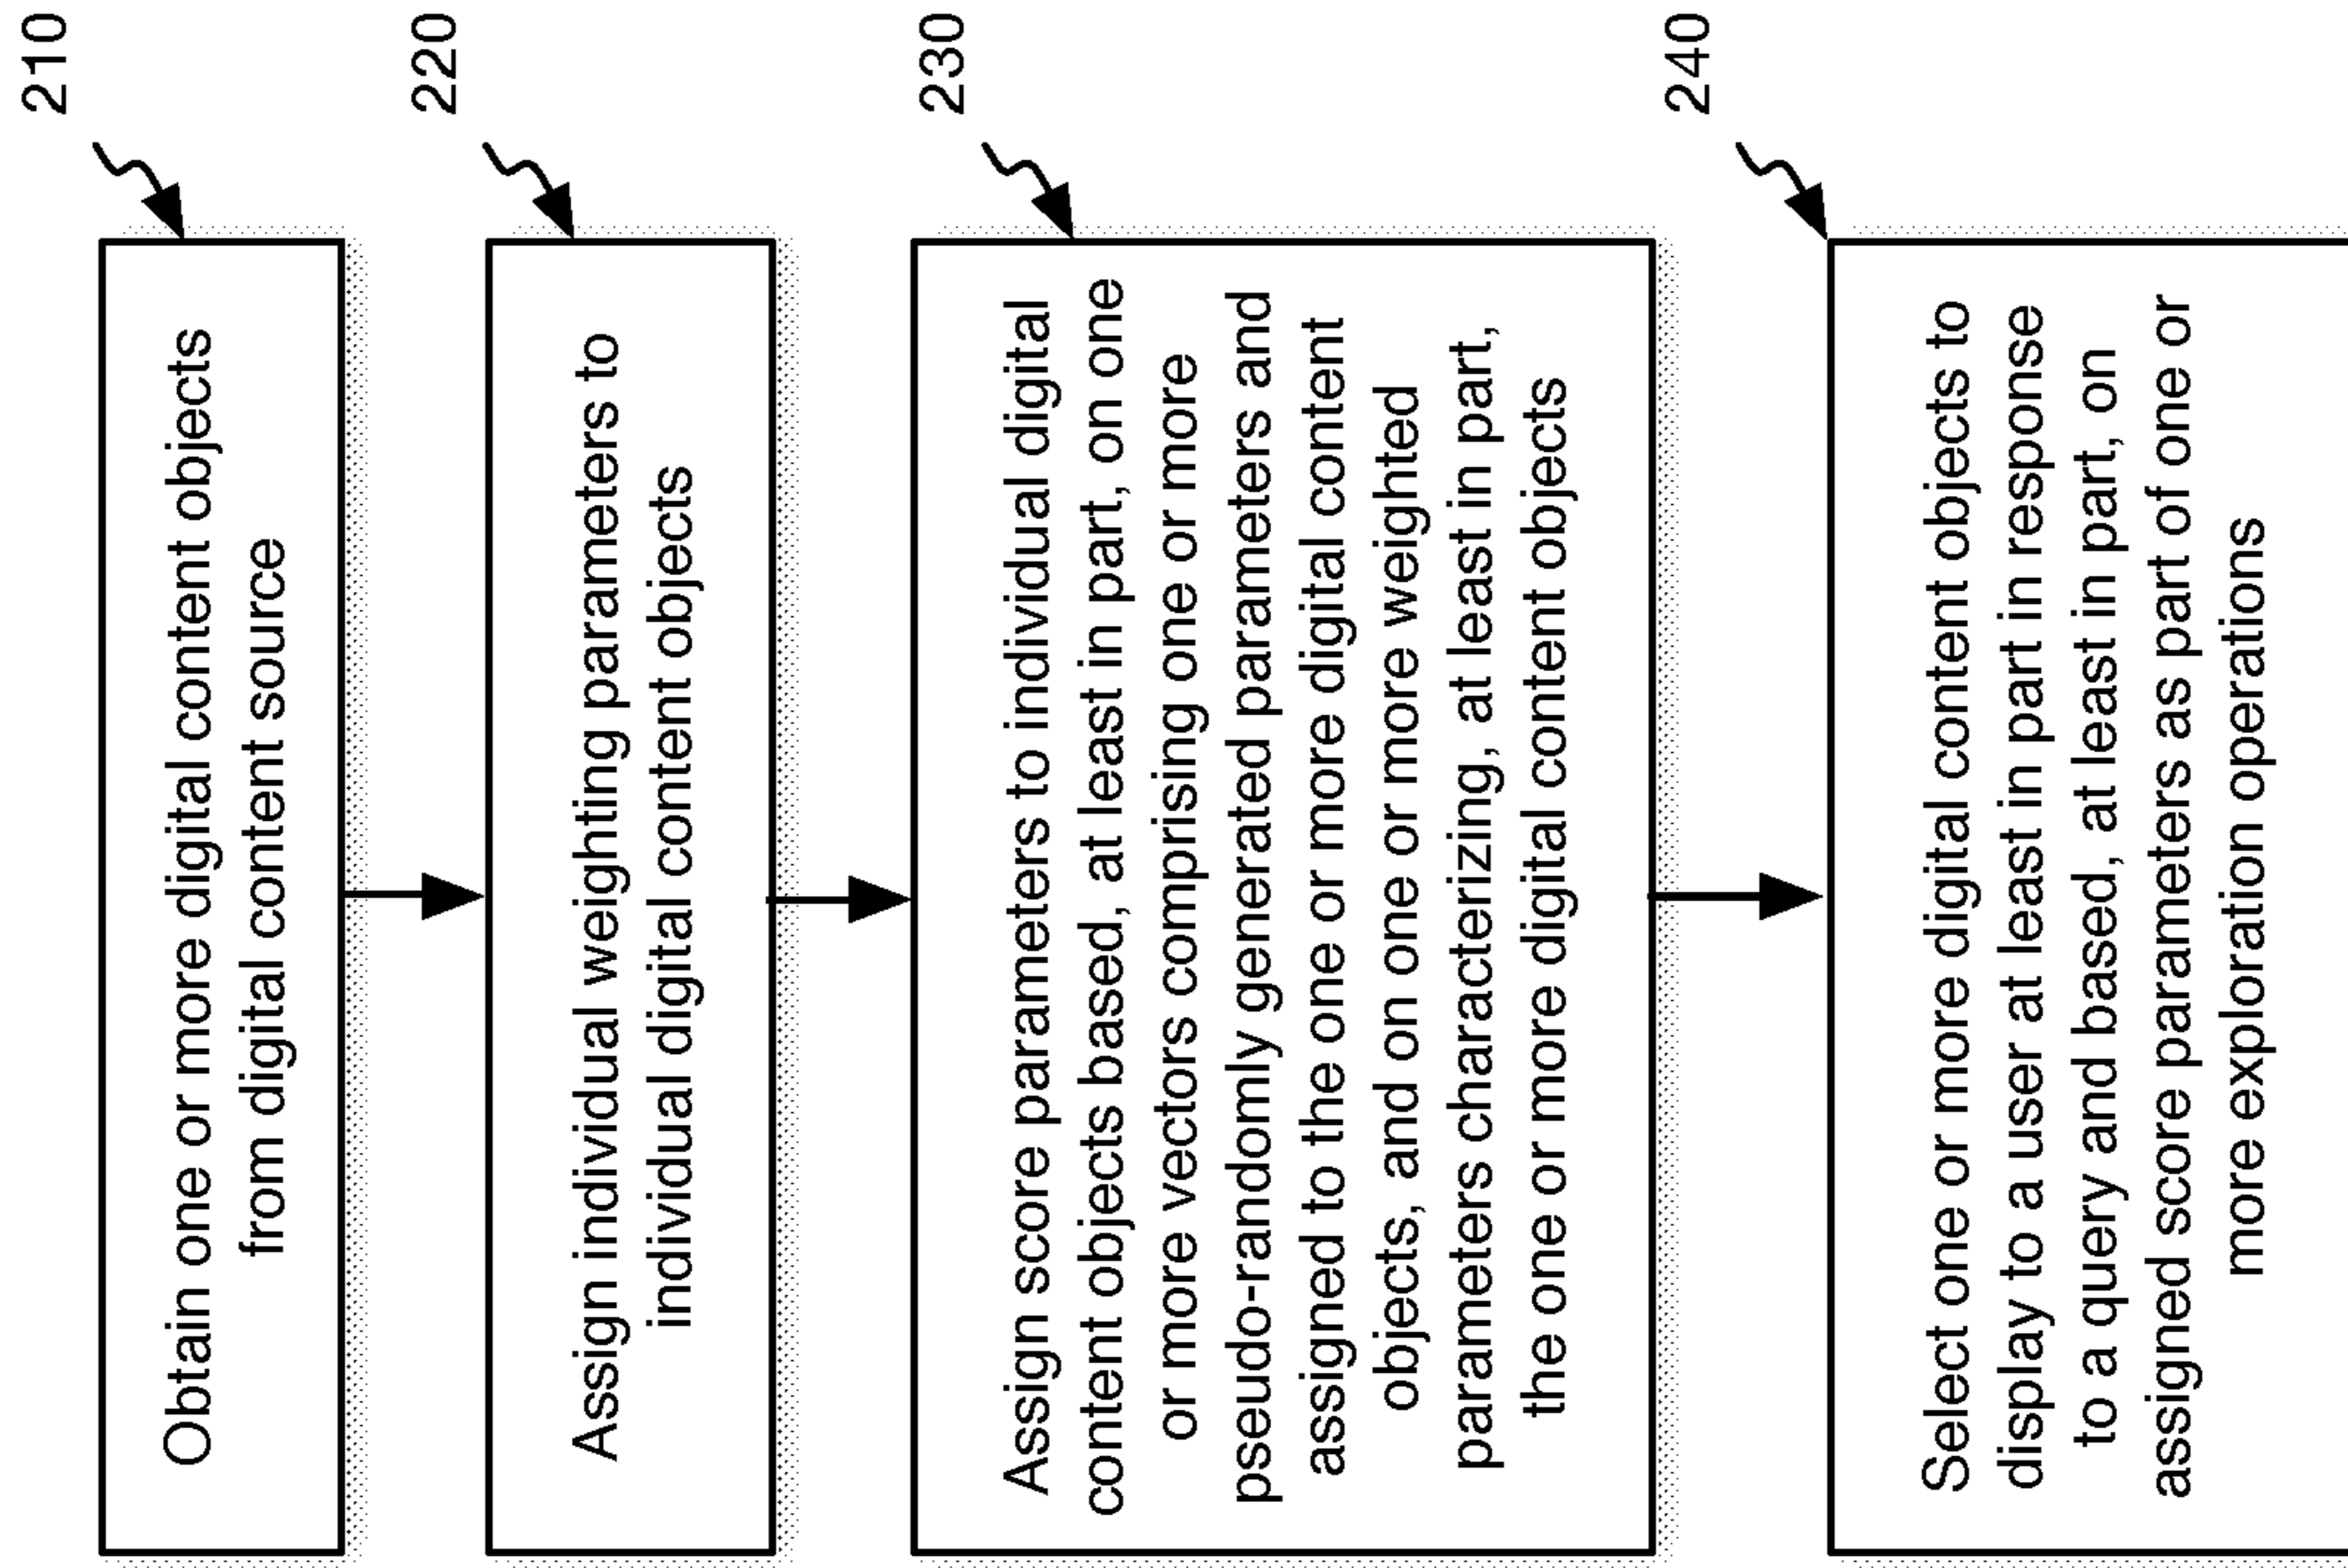 210
Obtain one or more digital content objects
from digital content source
220
Assign individual weighting parameters to
individual digital content objects
230
Assign score parameters to individual digital
content objects based, at least in part, on one
or more vectors comprising one or more
pseudo-randomly generated parameters and
assigned to the one or more digital content
objects, and on one or more weighted
parameters characterizing, at least in part,
the one or more digital content objects
240
Select one or more digital content objects to
display to a user at least in part in response
to a query and based, at least in part, on
assigned score parameters as part of one or
more exploration operations